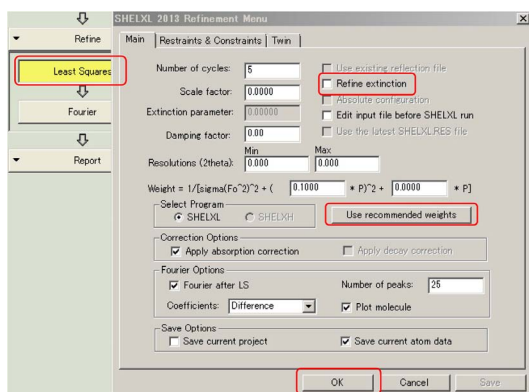 SHELXL 2013 Refinement Menu
Refine
Least Squares
Fourier
Report
Main
Restraints & Constraints
Twin
Number of cycles: 5
Use existing reflection file
Scale factor: 0.0000
Refine extinction
Absolute configuration
Extinction parameter: 0.00000
Edit input file before SHELXL run
Damping factor: 0.00
Use the latest SHELXL.RES file
Min Max
Resolutions (2theta): 0.000 0.000
Weight = 1/[sigma(Fo^2)^2 + ( 0.1000 * P)^2 + 0.0000 * P]
Select Program
SHELXL SHELXH
Use recommended weights
Correction Options
Apply absorption correction
Apply decay correction
Fourier Options
Fourier after LS
Number of peaks: 25
Coefficients: Difference
Plot molecule
Save Options
Save current project
Save current atom data
OK Cancel Save